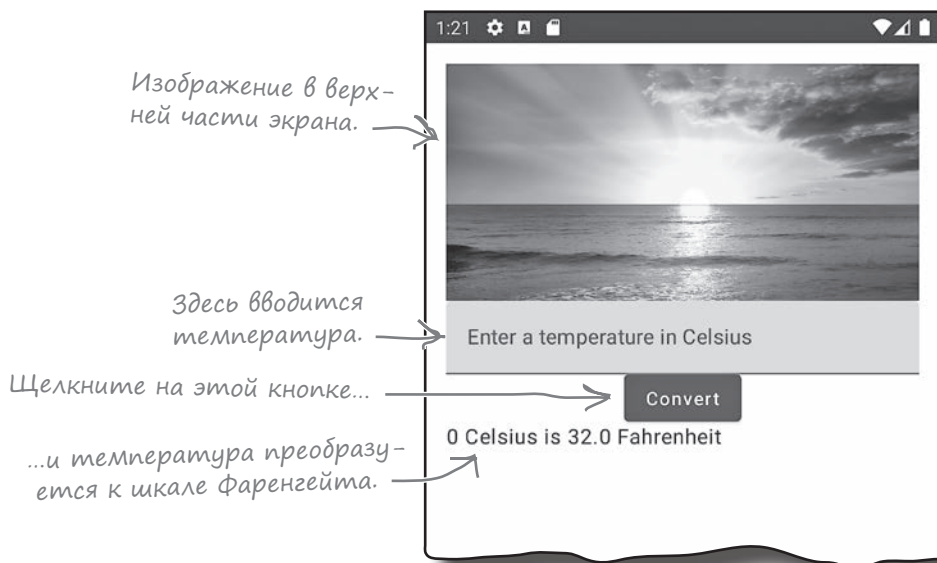 1:21
Изображение в верх-
ней части экрана.
Здесь вводится
температура.
Enter a temperature in Celsius
Щелкните на этой кнопке...
Convert
0 Celsius is 32.0 Fahrenheit
...и температура преобразу-
ется к шкале Фаренгейта.